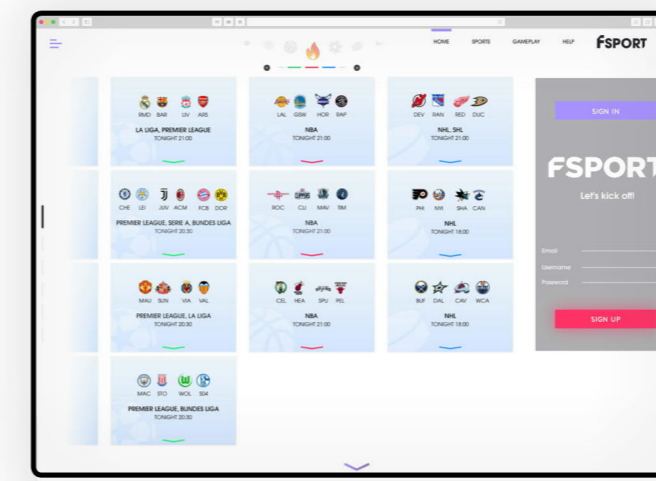 HOME SPORTS GAMEPLAY HELP FSPORT
RMD BAR LIV ARS
LA LIGA, PREMIER LEAGUE
TONIGHT 21:00
LAL GSW HOR RAP
NBA
TONIGHT 21:00
DEV RAN RED DUC
NHL, SHL
TONIGHT 21:00
CHE LEI JUV ACM FCB DOR
PREMIER LEAGUE, SERIE A, BUNDES LIGA
TONIGHT 20:30
ROC CLI MAV TIM
NBA
TONIGHT 21:00
PHI NYI SHA CAN
NHL
TONIGHT 18:00
MAU SUN VIA VAL
PREMIER LEAGUE, LA LIGA
TONIGHT 20:30
CEL HEA SPU PEL
NBA
TONIGHT 21:00
BUF DAL CAV WCA
NHL
TONIGHT 18:00
MAC STO WOL S04
PREMIER LEAGUE, BUNDES LIGA
TONIGHT 20:30
SIGN IN
FSPORT
Let's kick off!
Email
Username
Password
SIGN UP